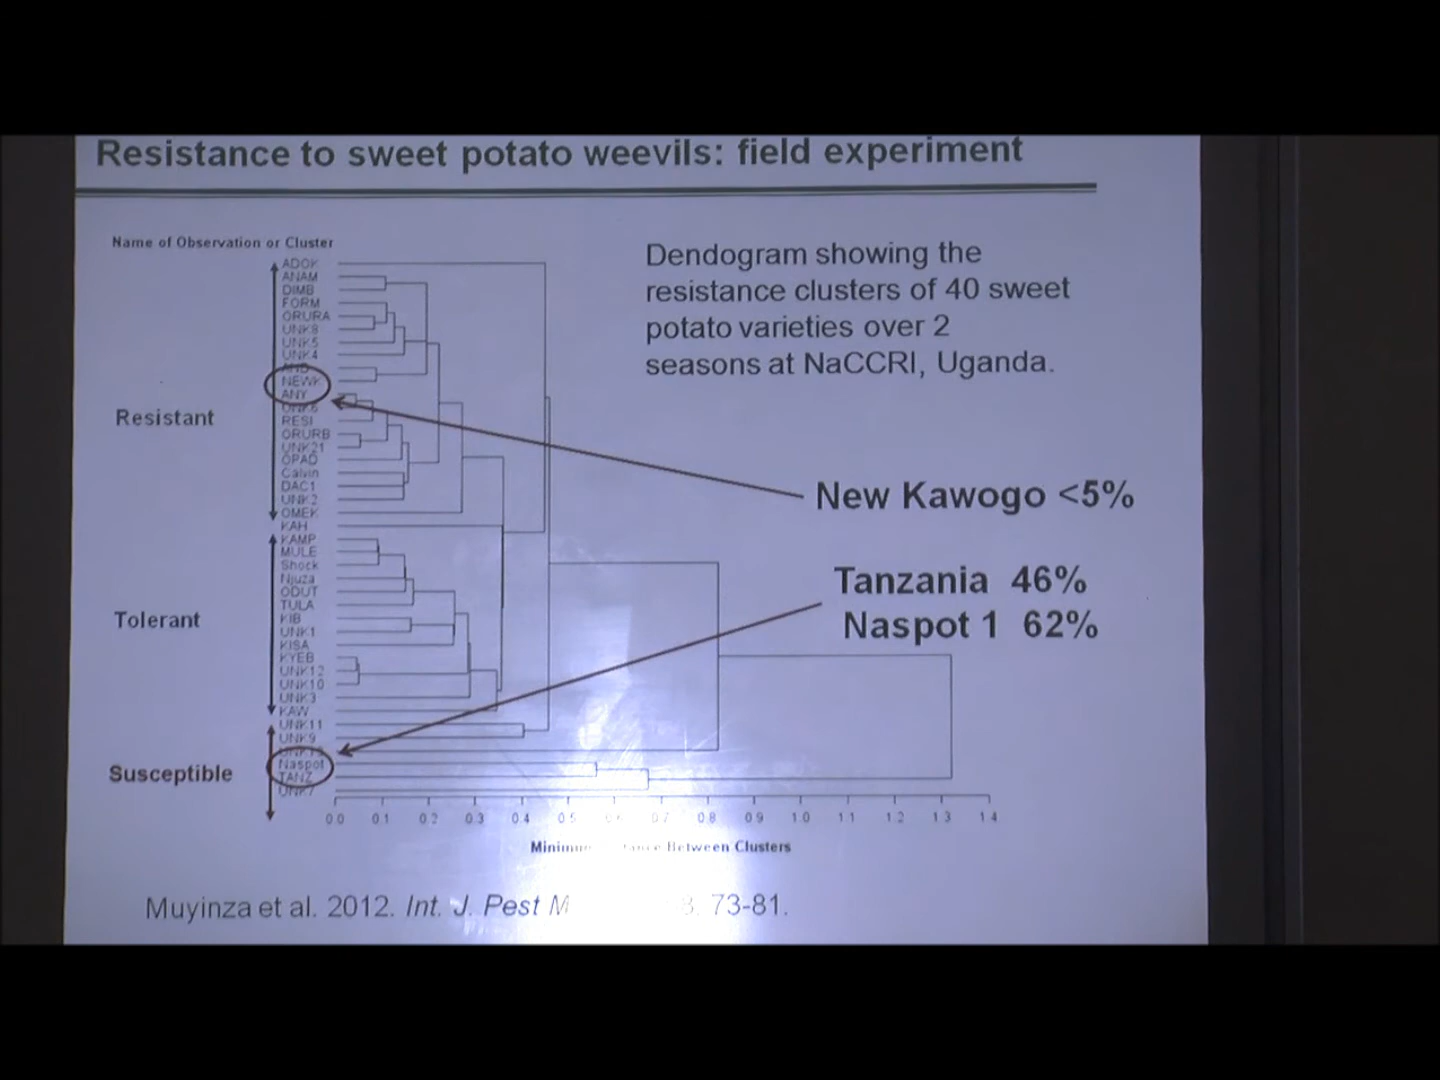 Resistance to sweet potato weevils: field experiment
Name of Observation or Cluster
Dendogram showing the
resistance clusters of 40 sweet
potato varieties over 2
seasons at NaCCRI, Uganda.
ADOK
ANAM
DIMB
FORM
ORURA
UNK8
UNK5
UNK4
NEWK
ANY
UNK6
RESI
ORURB
UNK21
OPAD
Calvin
DAC1
UNK2
OMEK
KAH
KAMP
MULE
Shock
Njuza
ODUT
TULA
KIB
UNK1
KISA
KYEB
UNK12
UNK10
UNK3
KAW
UNK11
UNK9
Naspot
TANZ
UNK7
Resistant
Tolerant
Susceptible
New Kawogo <5%
Tanzania 46%
Naspot 1 62%
0.0 0.1 0.2 0.3 0.4 0.5 0.7 0.8 0.9 1.0 1.1 1.2 1.3 1.4
Between Clusters
Muyinza et al. 2012. Int. J. Pest 73-81.